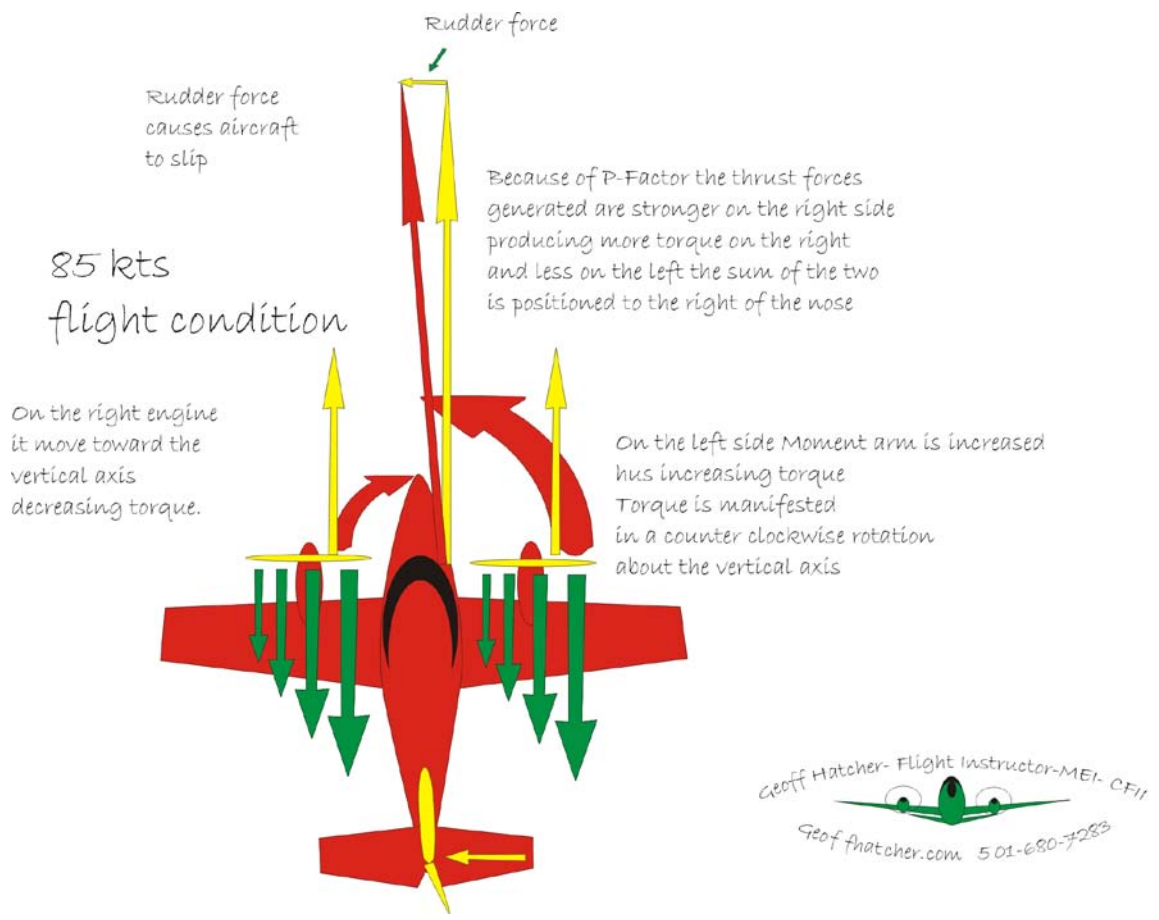 Rudder force
Rudder force
causes aircraft
to slip
Because of P-Factor the thrust forces
generated are stronger on the right side
producing more torque on the right
and less on the left the sum of the two
is positioned to the right of the nose
85 kts
flight condition
On the right engine
it move toward the
vertical axis
decreasing torque.
On the left side Moment arm is increased
hus increasing torque
Torque is manifested
in a counter clockwise rotation
about the vertical axis
Geoff Hatcher- Flight Instructor-MEI- CFII
Geof fhatcher.com 501-680-7283